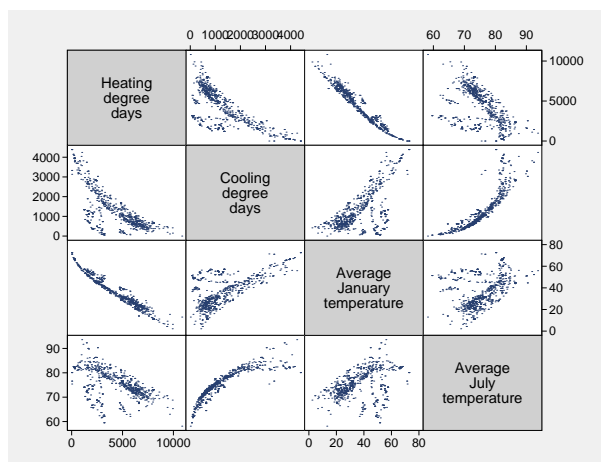 0 1000 2000 3000 4000
60 70 80 90
Heating
degree
days
10000
5000
0
4000
3000
2000
1000
0
Cooling
degree
days
Average
January
temperature
80
60
40
20
0
90
80
70
60
Average
July
temperature
0 5000 10000
0 20 40 60 80